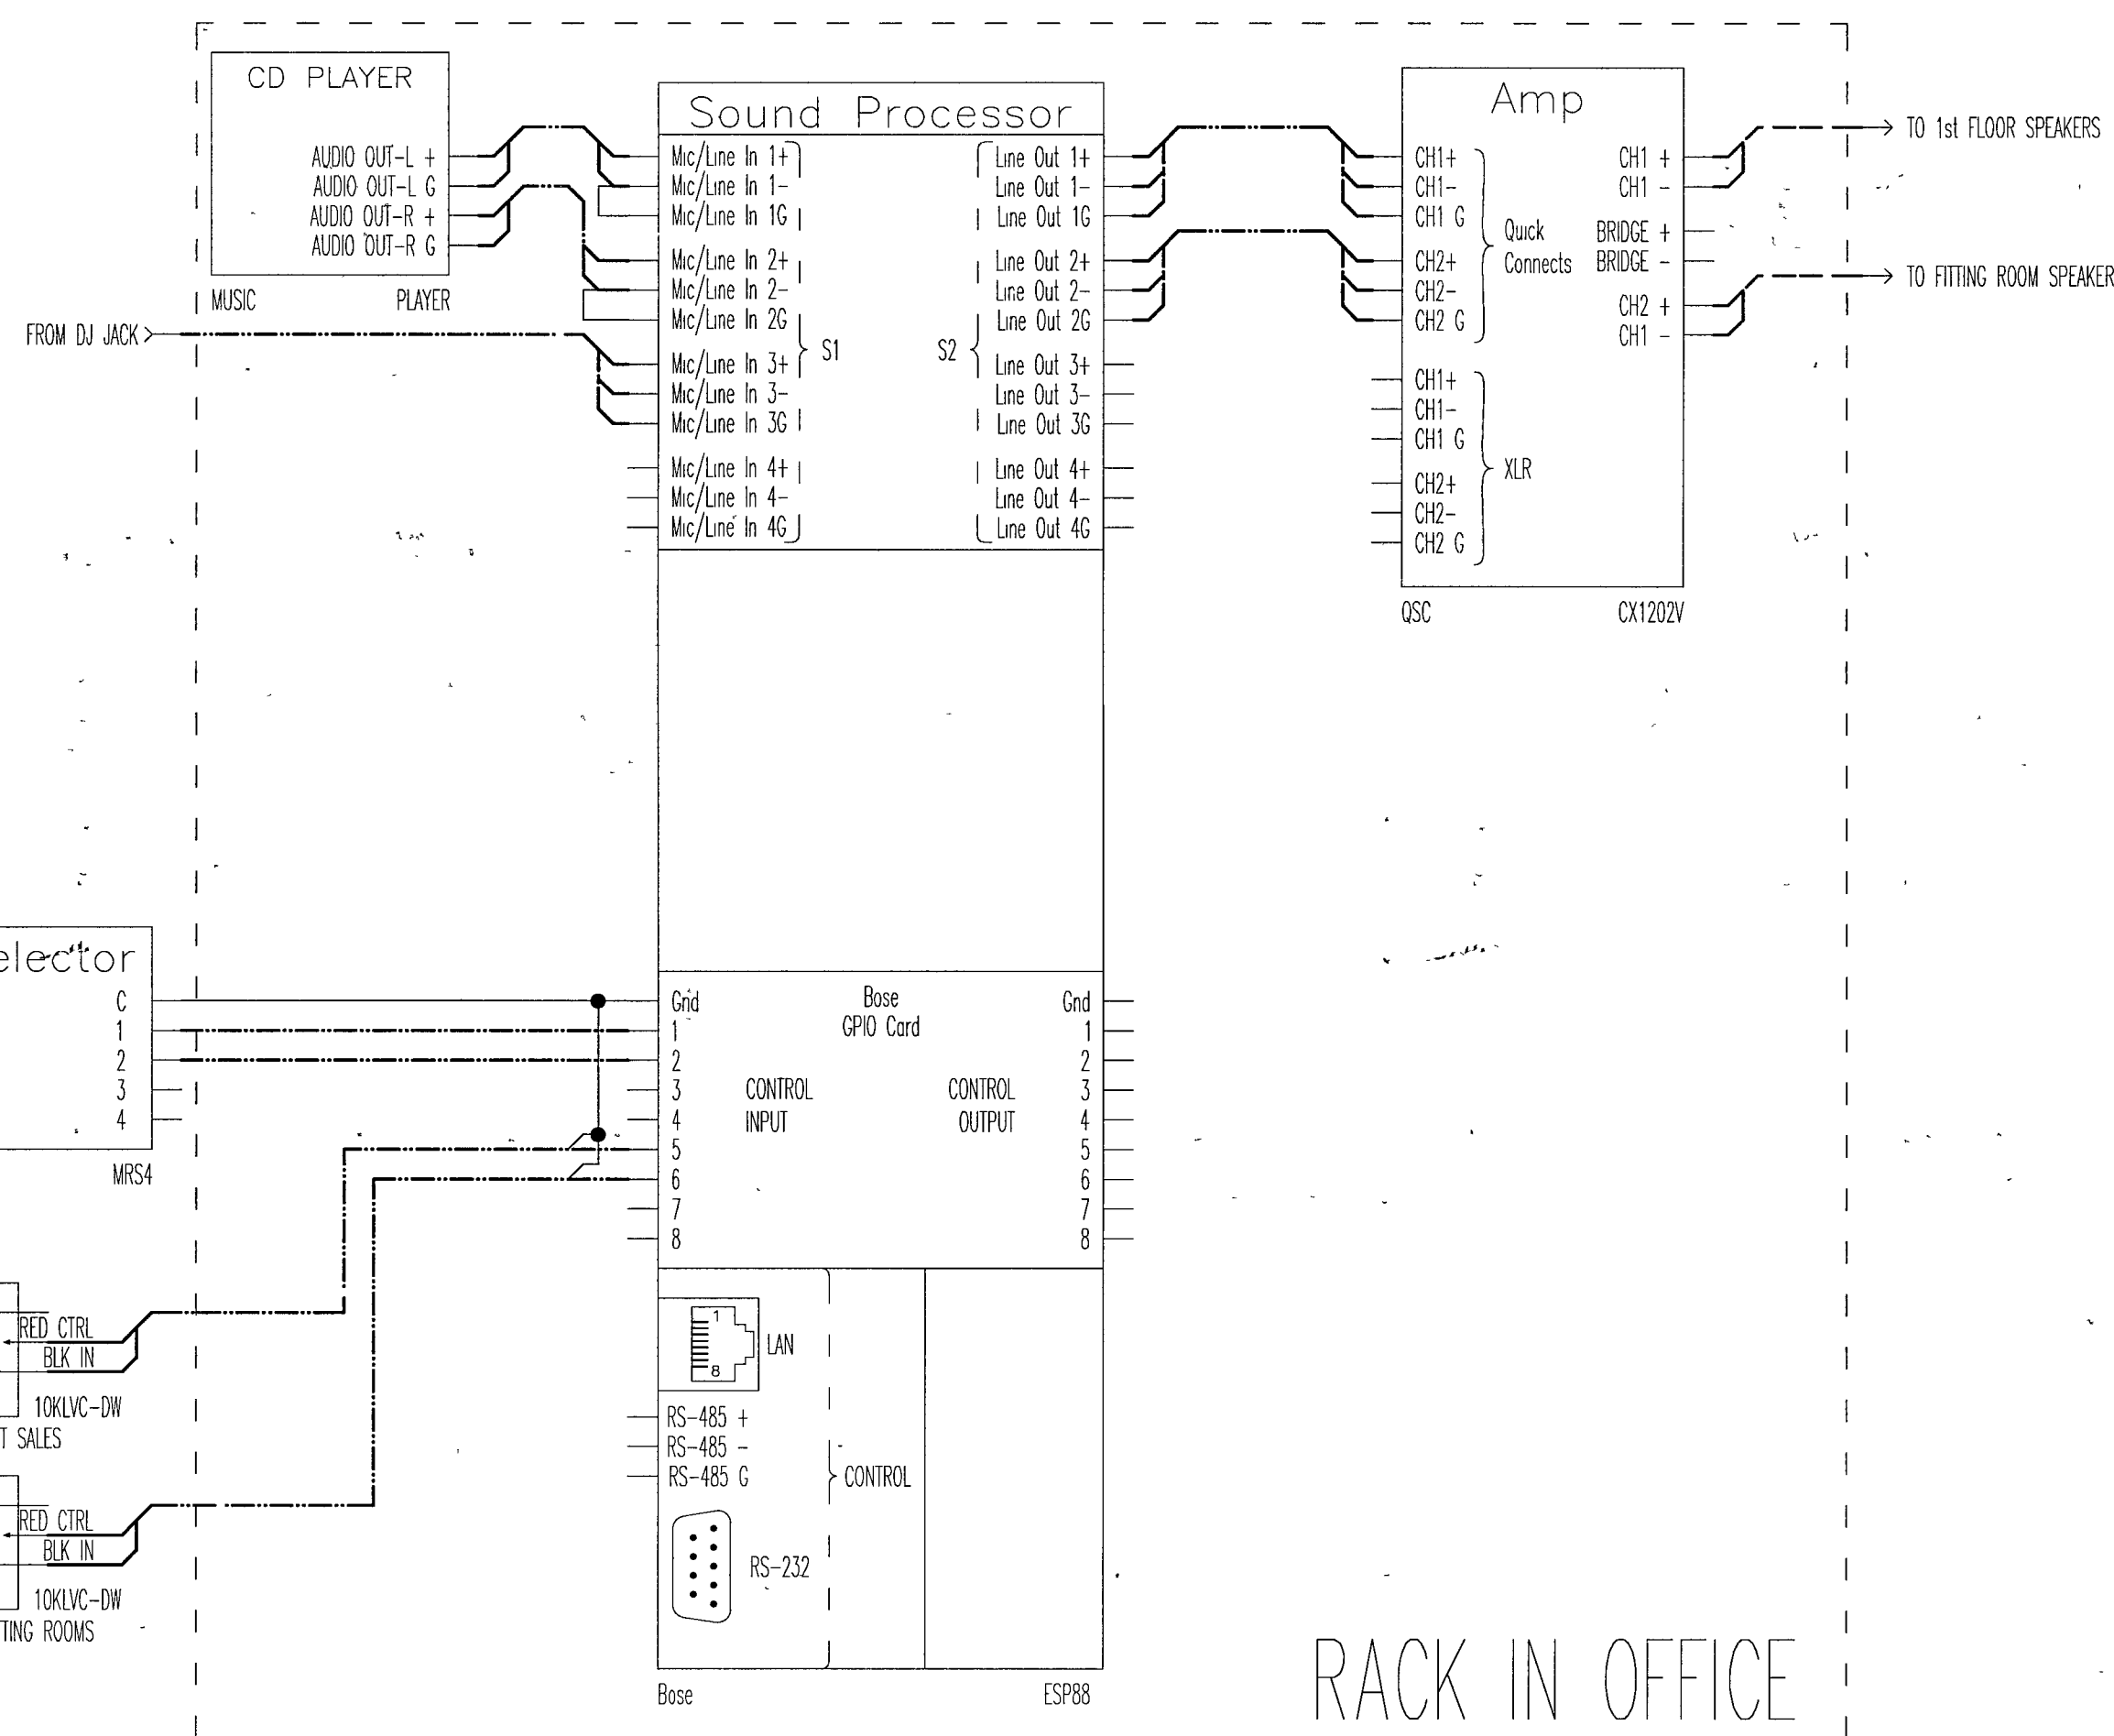 CD PLAYER
AUDIO OUT-L +
AUDIO OUT-L G
AUDIO OUT-R +
AUDIO OUT-R G
MUSIC PLAYER
FROM DJ JACK
Sound Processor
Mic/Line In 1+
Mic/Line In 1-
Mic/Line In 1G
Mic/Line In 2+
Mic/Line In 2-
Mic/Line In 2G
Mic/Line In 3+
Mic/Line In 3-
Mic/Line In 3G
Mic/Line In 4+
Mic/Line In 4-
Mic/Line In 4G
S1
S2
Line Out 1+
Line Out 1-
Line Out 1G
Line Out 2+
Line Out 2-
Line Out 2G
Line Out 3+
Line Out 3-
Line Out 3G
Line Out 4+
Line Out 4-
Line Out 4G
Amp
CH1+
CH1-
CH1 G
CH2+
CH2-
CH2 G
Quick
Connects
CH1+
CH1-
CH1 G
CH2+
CH2-
CH2 G
XLR
CH1 +
CH1 -
BRIDGE +
BRIDGE -
CH2 +
CH1 -
QSC CX1202V
TO 1st FLOOR SPEAKERS
TO FITTING ROOM SPEAKER
elector
C
1
2
3
4
MRS4
Gnd
1
2
3
4
5
6
7
8
Bose
GPIO Card
CONTROL
INPUT
CONTROL
OUTPUT
Gnd
1
2
3
4
5
6
7
8
RED CTRL
BLK IN
10KLVC-DW
T SALES
RED CTRL
BLK IN
10KLVC-DW
TING ROOMS
1
8
LAN
RS-485 +
RS-485 -
RS-485 G
CONTROL
RS-232
Bose ESP88
RACK IN OFFICE